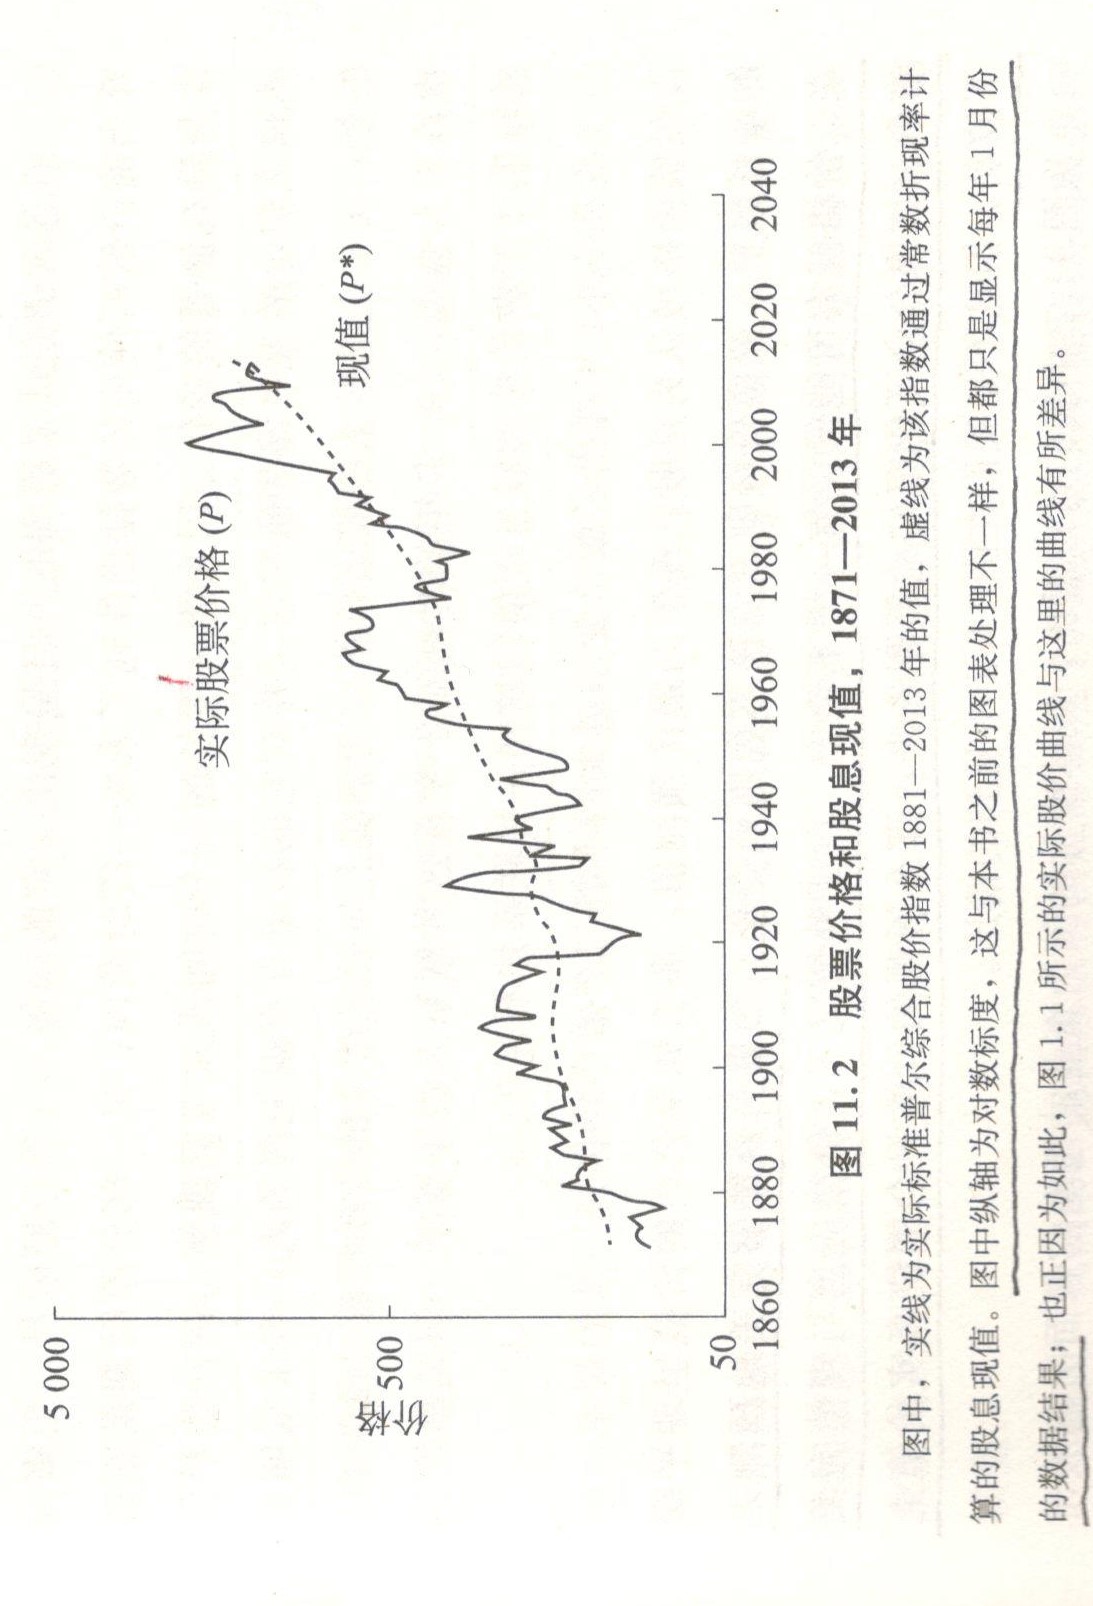 5 000
实际股票价格 (P)
现值 (P*)
价格
500
50
1860 1880 1900 1920 1940 1960 1980 2000 2020 2040
图 11.2 股票价格和股息现值，1871—2013 年
图中，实线为实际标准普尔综合股价指数 1881—2013 年的值，虚线为该指数通过常数折现率计
算的股息现值。图中纵轴为对数标度，这与本书之前的图表处理不一样，但都只是显示每年 1 月份
的数据结果；也正因为如此，图 1.1 所示的实际股价曲线与这里的曲线有所差异。